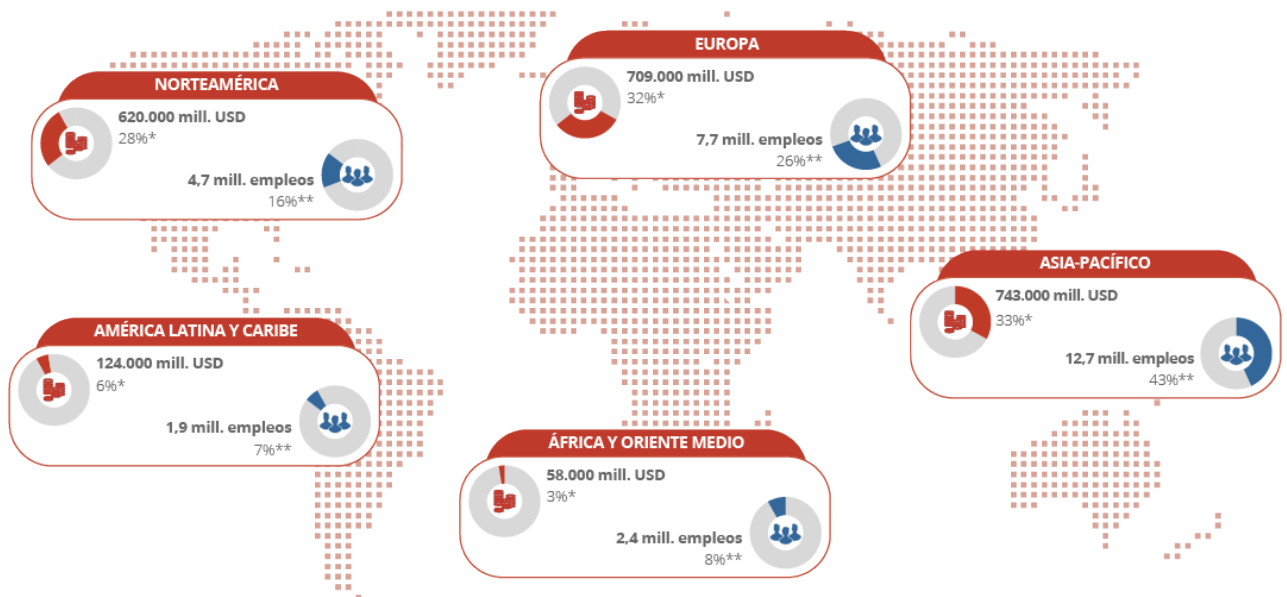 NORTEAMÉRICA
620.000 mill. USD
28%*
4,7 mill. empleos
16%**
EUROPA
709.000 mill. USD
32%*
7,7 mill. empleos
26%**
ASIA-PACÍFICO
743.000 mill. USD
33%*
12,7 mill. empleos
43%**
AMÉRICA LATINA Y CARIBE
124.000 mill. USD
6%*
1,9 mill. empleos
7%**
ÁFRICA Y ORIENTE MEDIO
58.000 mill. USD
3%*
2,4 mill. empleos
8%**